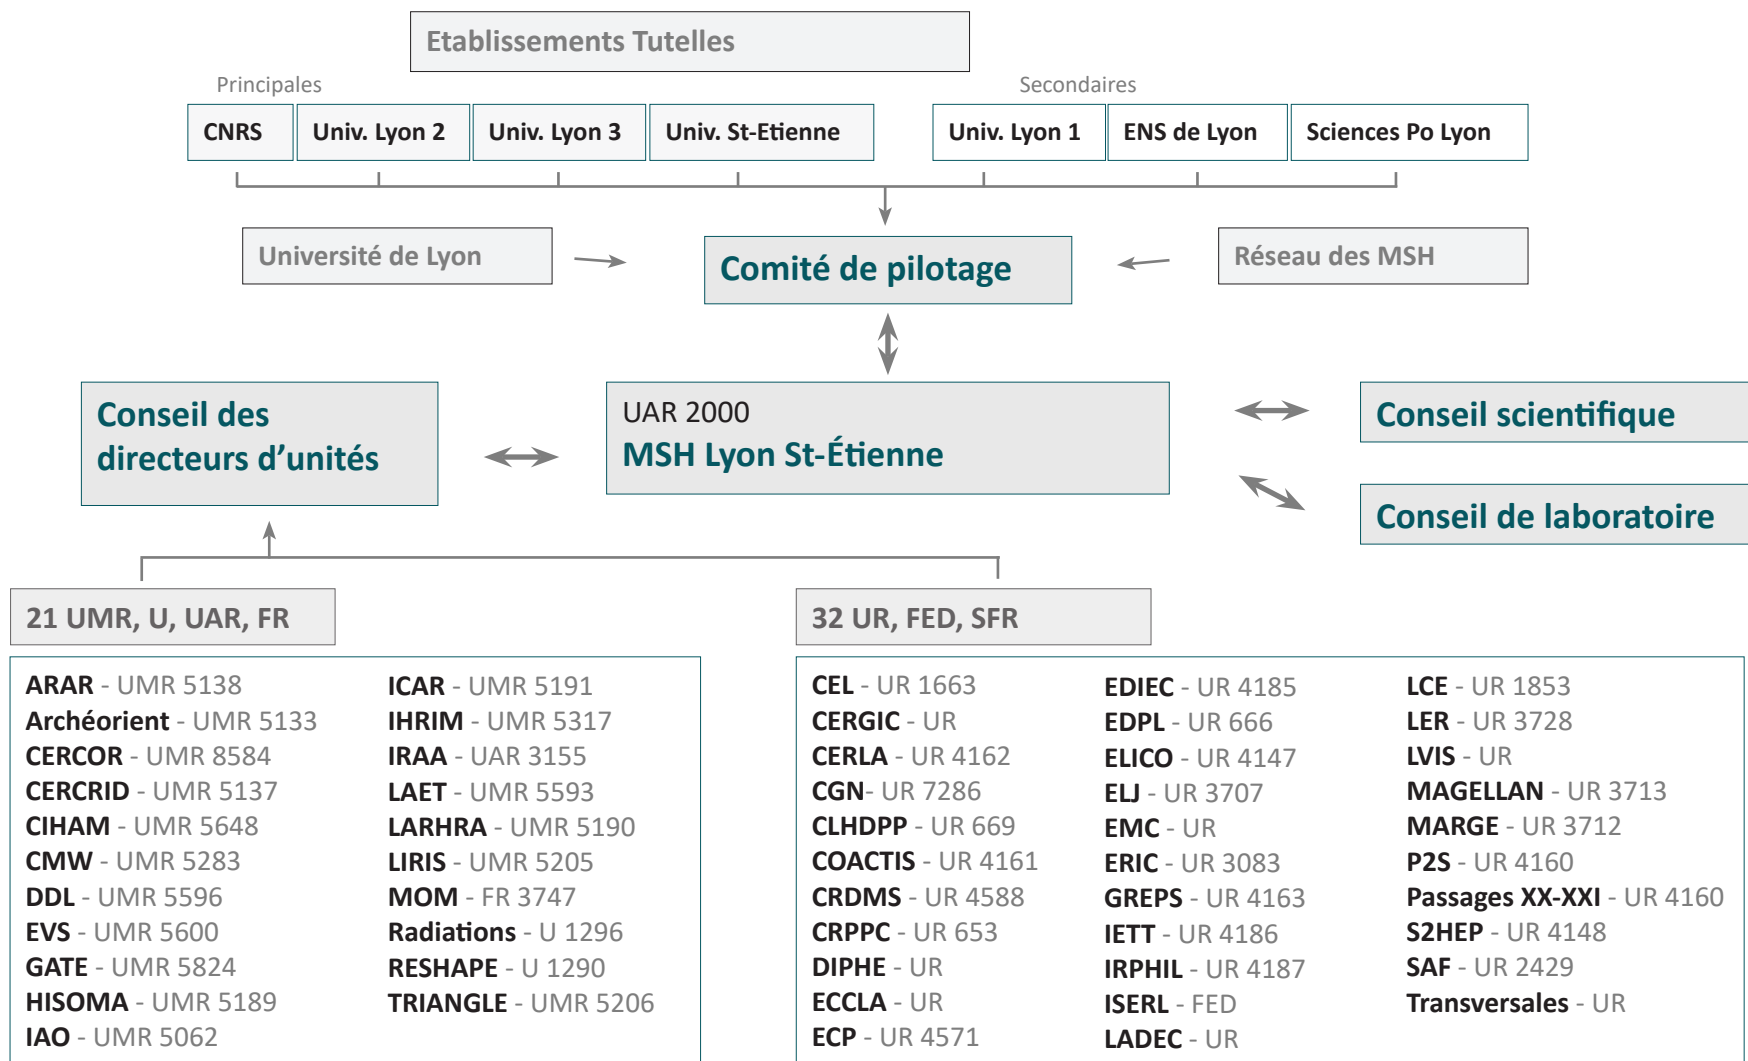 Etablissements Tutelles
Principales
Secondaires
CNRS
Univ. Lyon 2
Univ. Lyon 3
Univ. St-Etienne
Univ. Lyon 1
ENS de Lyon
Sciences Po Lyon
Université de Lyon
Comité de pilotage
Réseau des MSH
Conseil des
directeurs d’unités
UAR 2000
MSH Lyon St-Étienne
Conseil scientifique
Conseil de laboratoire
21 UMR, U, UAR, FR
ARAR - UMR 5138
Archéorient - UMR 5133
CERCOR - UMR 8584
CERCRID - UMR 5137
CIHAM - UMR 5648
CMW - UMR 5283
DDL - UMR 5596
EVS - UMR 5600
GATE - UMR 5824
HISOMA - UMR 5189
IAO - UMR 5062
ICAR - UMR 5191
IHRIM - UMR 5317
IRAA - UAR 3155
LAET - UMR 5593
LARHRA - UMR 5190
LIRIS - UMR 5205
MOM - FR 3747
Radiations - U 1296
RESHAPE - U 1290
TRIANGLE - UMR 5206
32 UR, FED, SFR
CEL - UR 1663
CERGIC - UR
CERLA - UR 4162
CGN- UR 7286
CLHDPP - UR 669
COACTIS - UR 4161
CRDMS - UR 4588
CRPPC - UR 653
DIPHE - UR
ECCLA - UR
ECP - UR 4571
EDIEC - UR 4185
EDPL - UR 666
ELICO - UR 4147
ELJ - UR 3707
EMC - UR
ERIC - UR 3083
GREPS - UR 4163
IETT - UR 4186
IRPHIL - UR 4187
ISERL - FED
LADEC - UR
LCE - UR 1853
LER - UR 3728
LVIS - UR
MAGELLAN - UR 3713
MARGE - UR 3712
P2S - UR 4160
Passages XX-XXI - UR 4160
S2HEP - UR 4148
SAF - UR 2429
Transversales - UR